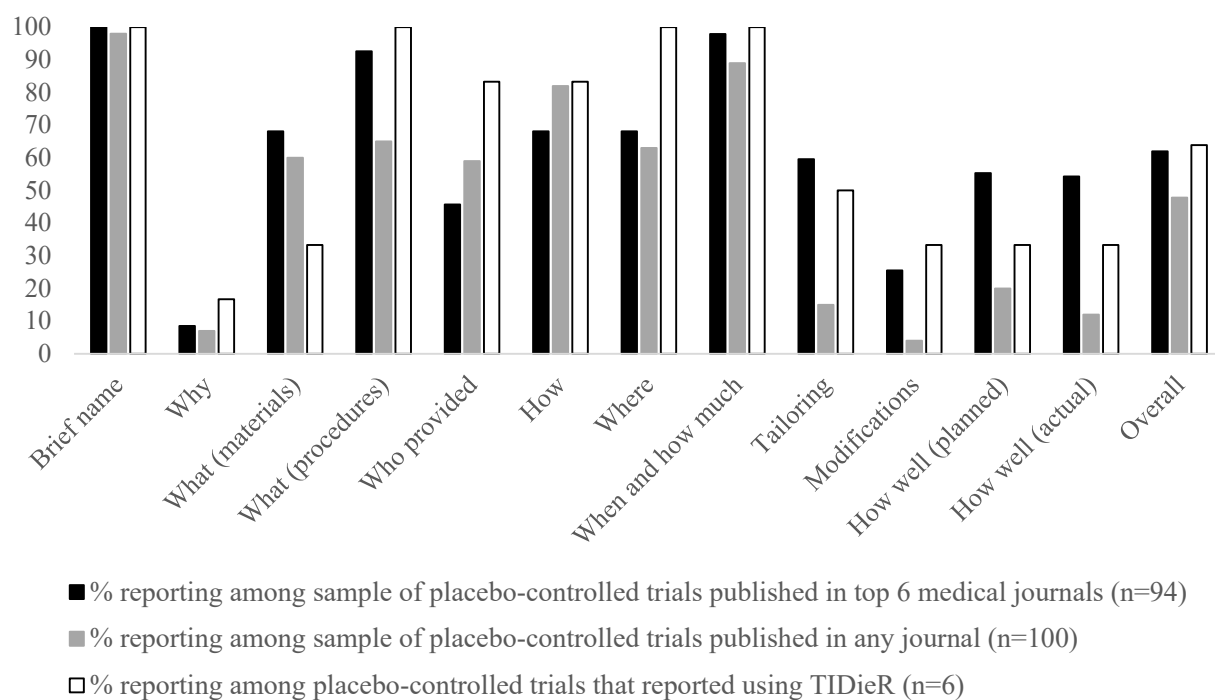 100
90
80
70
60
50
40
30
20
10
0
Brief name
Why
What (materials)
What (procedures)
Who provided
How
Where
When and how much
Tailoring
Modifications
How well (planned)
How well (actual)
Overall
% reporting among sample of placebo-controlled trials published in top 6 medical journals (n=94)
% reporting among sample of placebo-controlled trials published in any journal (n=100)
% reporting among placebo-controlled trials that reported using TIDieR (n=6)